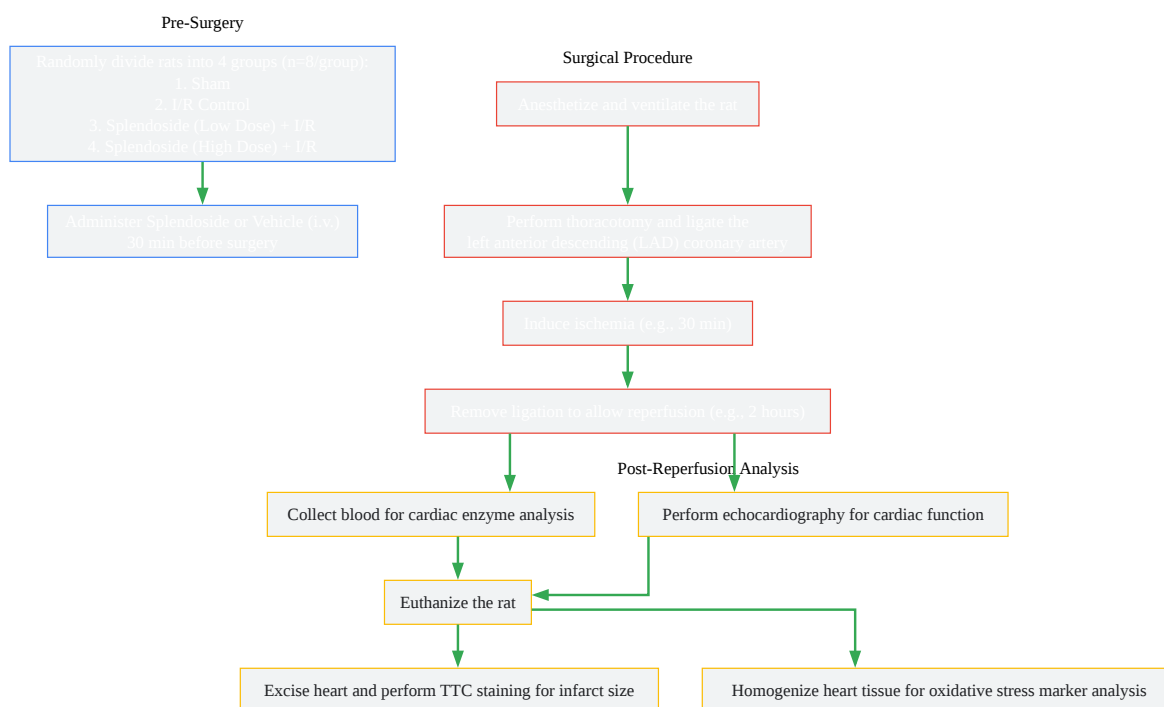 Pre-Surgery
Randomly divide rats into 4 groups (n=8/group):
1. Sham
2. I/R Control
3. Splendoside (Low Dose) + I/R
4. Splendoside (High Dose) + I/R
Administer Splendoside or Vehicle (i.v.)
30 min before surgery
Surgical Procedure
Anesthetize and ventilate the rat
Perform thoracotomy and ligate the
left anterior descending (LAD) coronary artery
Induce ischemia (e.g., 30 min)
Remove ligation to allow reperfusion (e.g., 2 hours)
Post-Reperfusion Analysis
Collect blood for cardiac enzyme analysis
Perform echocardiography for cardiac function
Euthanize the rat
Excise heart and perform TTC staining for infarct size
Homogenize heart tissue for oxidative stress marker analysis